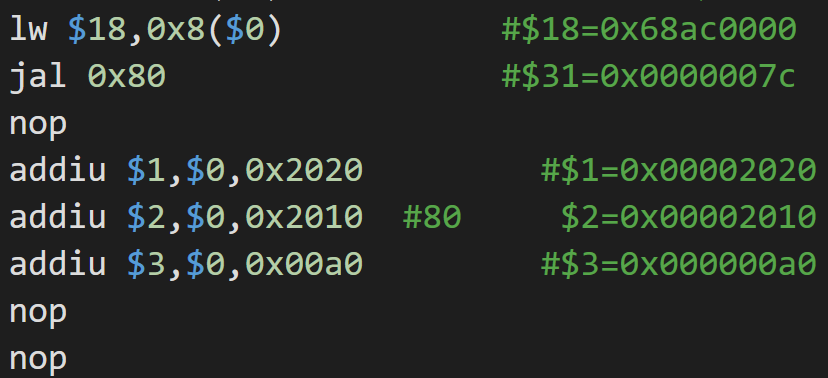 lw $18,0x8($0) #$18=0x68ac0000
jal 0x80 #$31=0x0000007c
nop
addiu $1,$0,0x2020 #$1=0x00002020
addiu $2,$0,0x2010 #80 $2=0x00002010
addiu $3,$0,0x00a0 #$3=0x000000a0
nop
nop